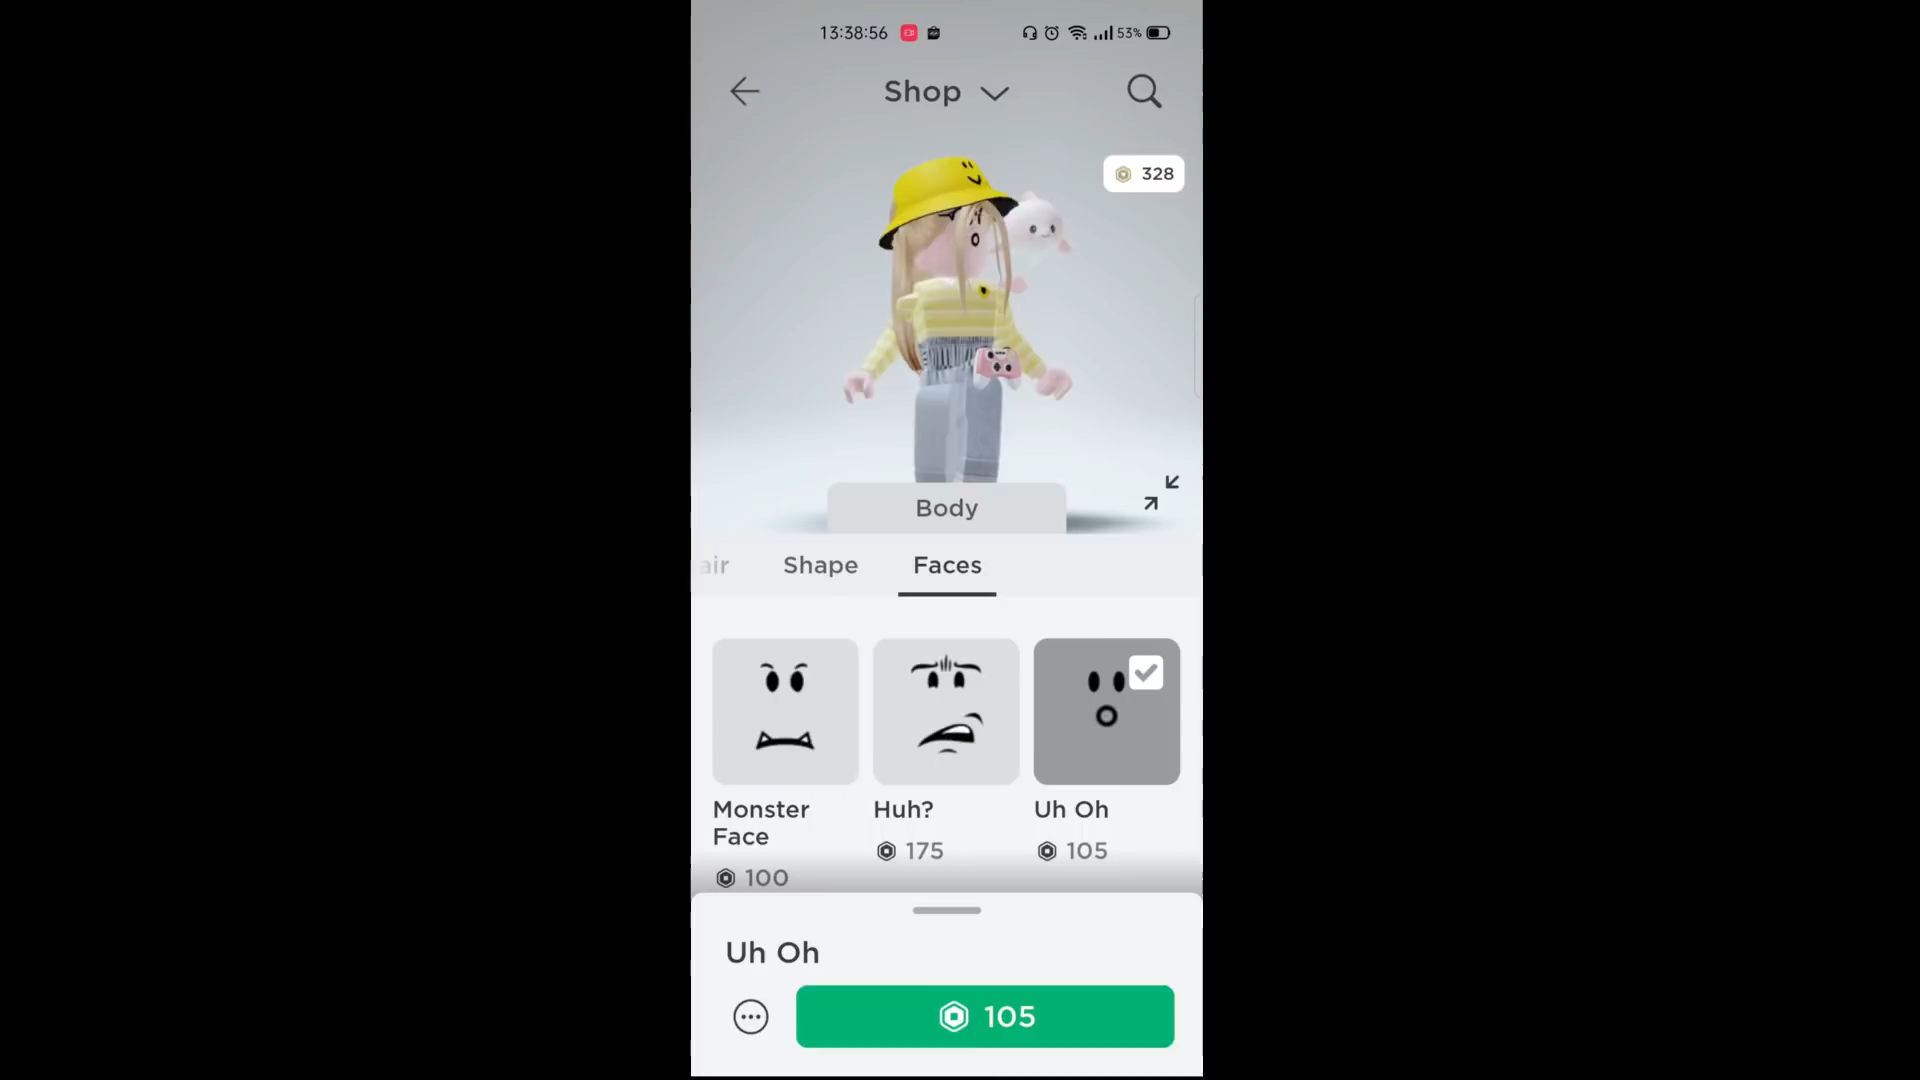 13:38:56
53%
Shop
328
Body
air
Shape
Faces
Monster
Face
100
Huh?
175
Uh Oh
105
Uh Oh
105